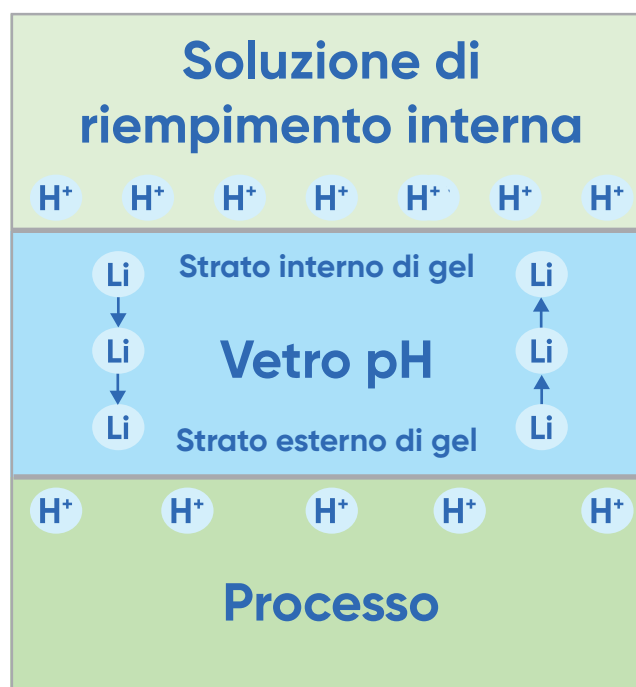 Soluzione di
riempimento interna
H⁺ H⁺ H⁺ H⁺ H⁺ H⁺ H⁺
Li Strato interno di gel Li
Li Vetro pH Li
Li Strato esterno di gel Li
H⁺ H⁺ H⁺ H⁺ H⁺
Processo